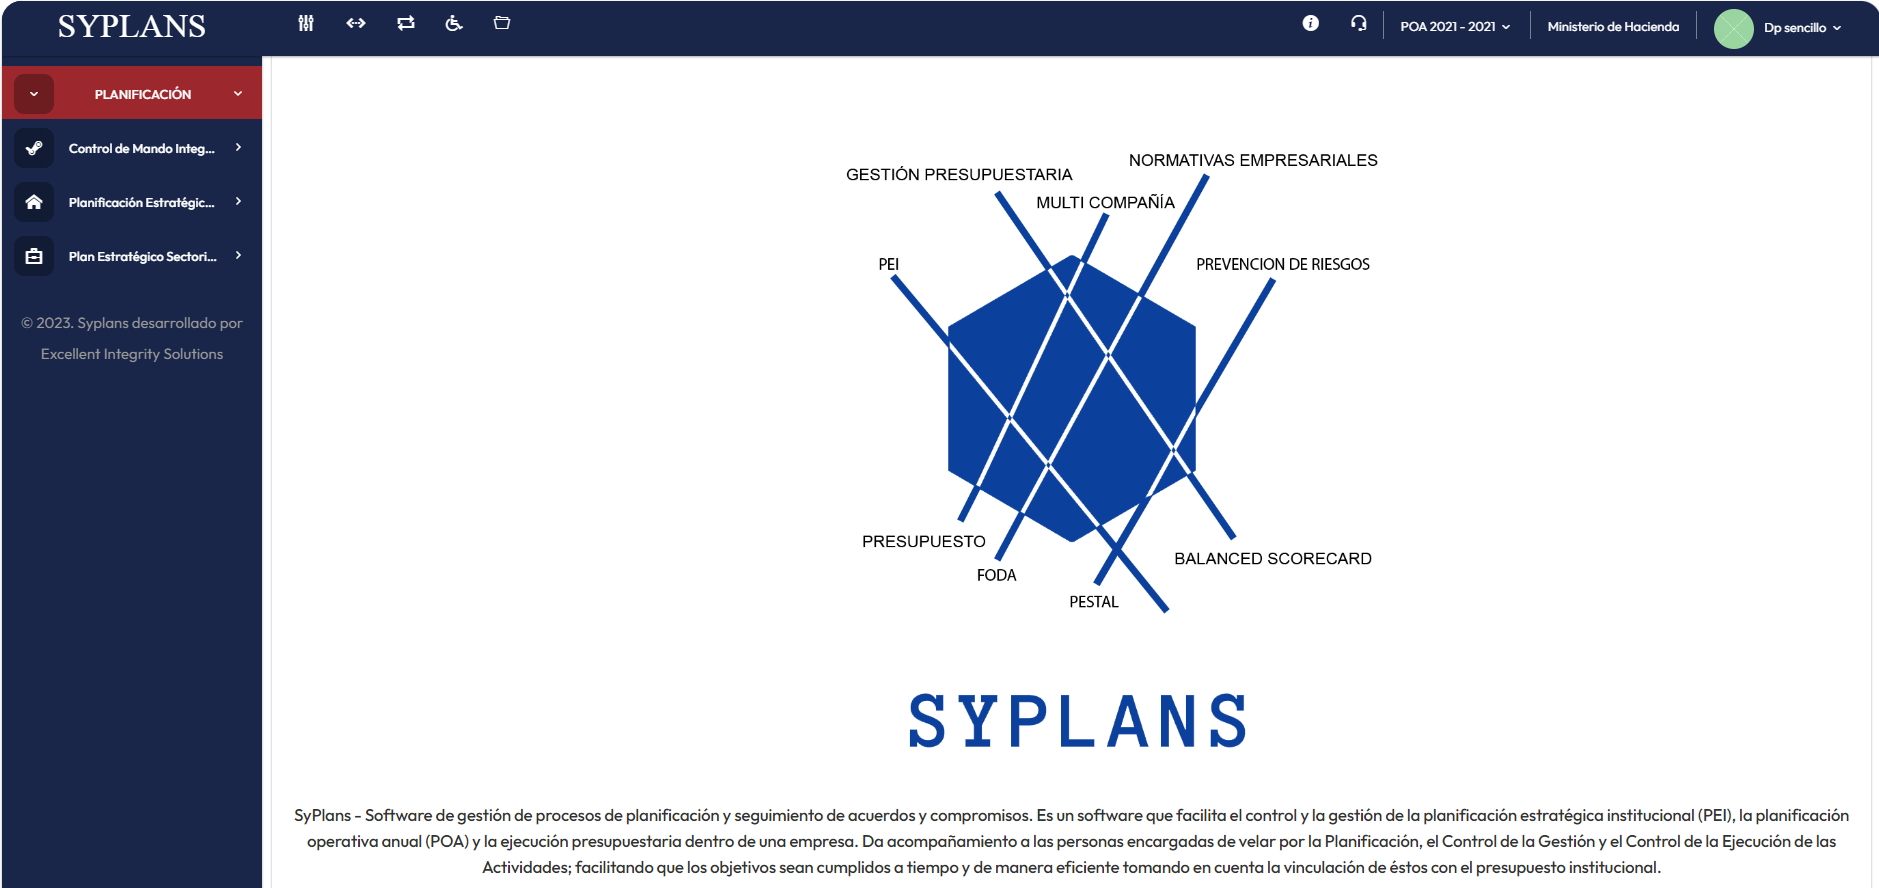 SYPLANS
POA 2021 - 2021
Ministerio de Hacienda
Dp sencillo
PLANIFICACIÓN
Control de Mando Integ...
Planificación Estratégic...
Plan Estratégico Sectori...
© 2023. Syplans desarrollado por
Excellent Integrity Solutions
NORMATIVAS EMPRESARIALES
GESTIÓN PRESUPUESTARIA
MULTI COMPAÑÍA
PEI
PREVENCION DE RIESGOS
PRESUPUESTO
BALANCED SCORECARD
FODA
PESTAL
SYPLANS
SyPlans - Software de gestión de procesos de planificación y seguimiento de acuerdos y compromisos. Es un software que facilita el control y la gestión de la planificación estratégica institucional (PEI), la planificación
operativa anual (POA) y la ejecución presupuestaria dentro de una empresa. Da acompañamiento a las personas encargadas de velar por la Planificación, el Control de la Gestión y el Control de la Ejecución de las
Actividades; facilitando que los objetivos sean cumplidos a tiempo y de manera eficiente tomando en cuenta la vinculación de éstos con el presupuesto institucional.